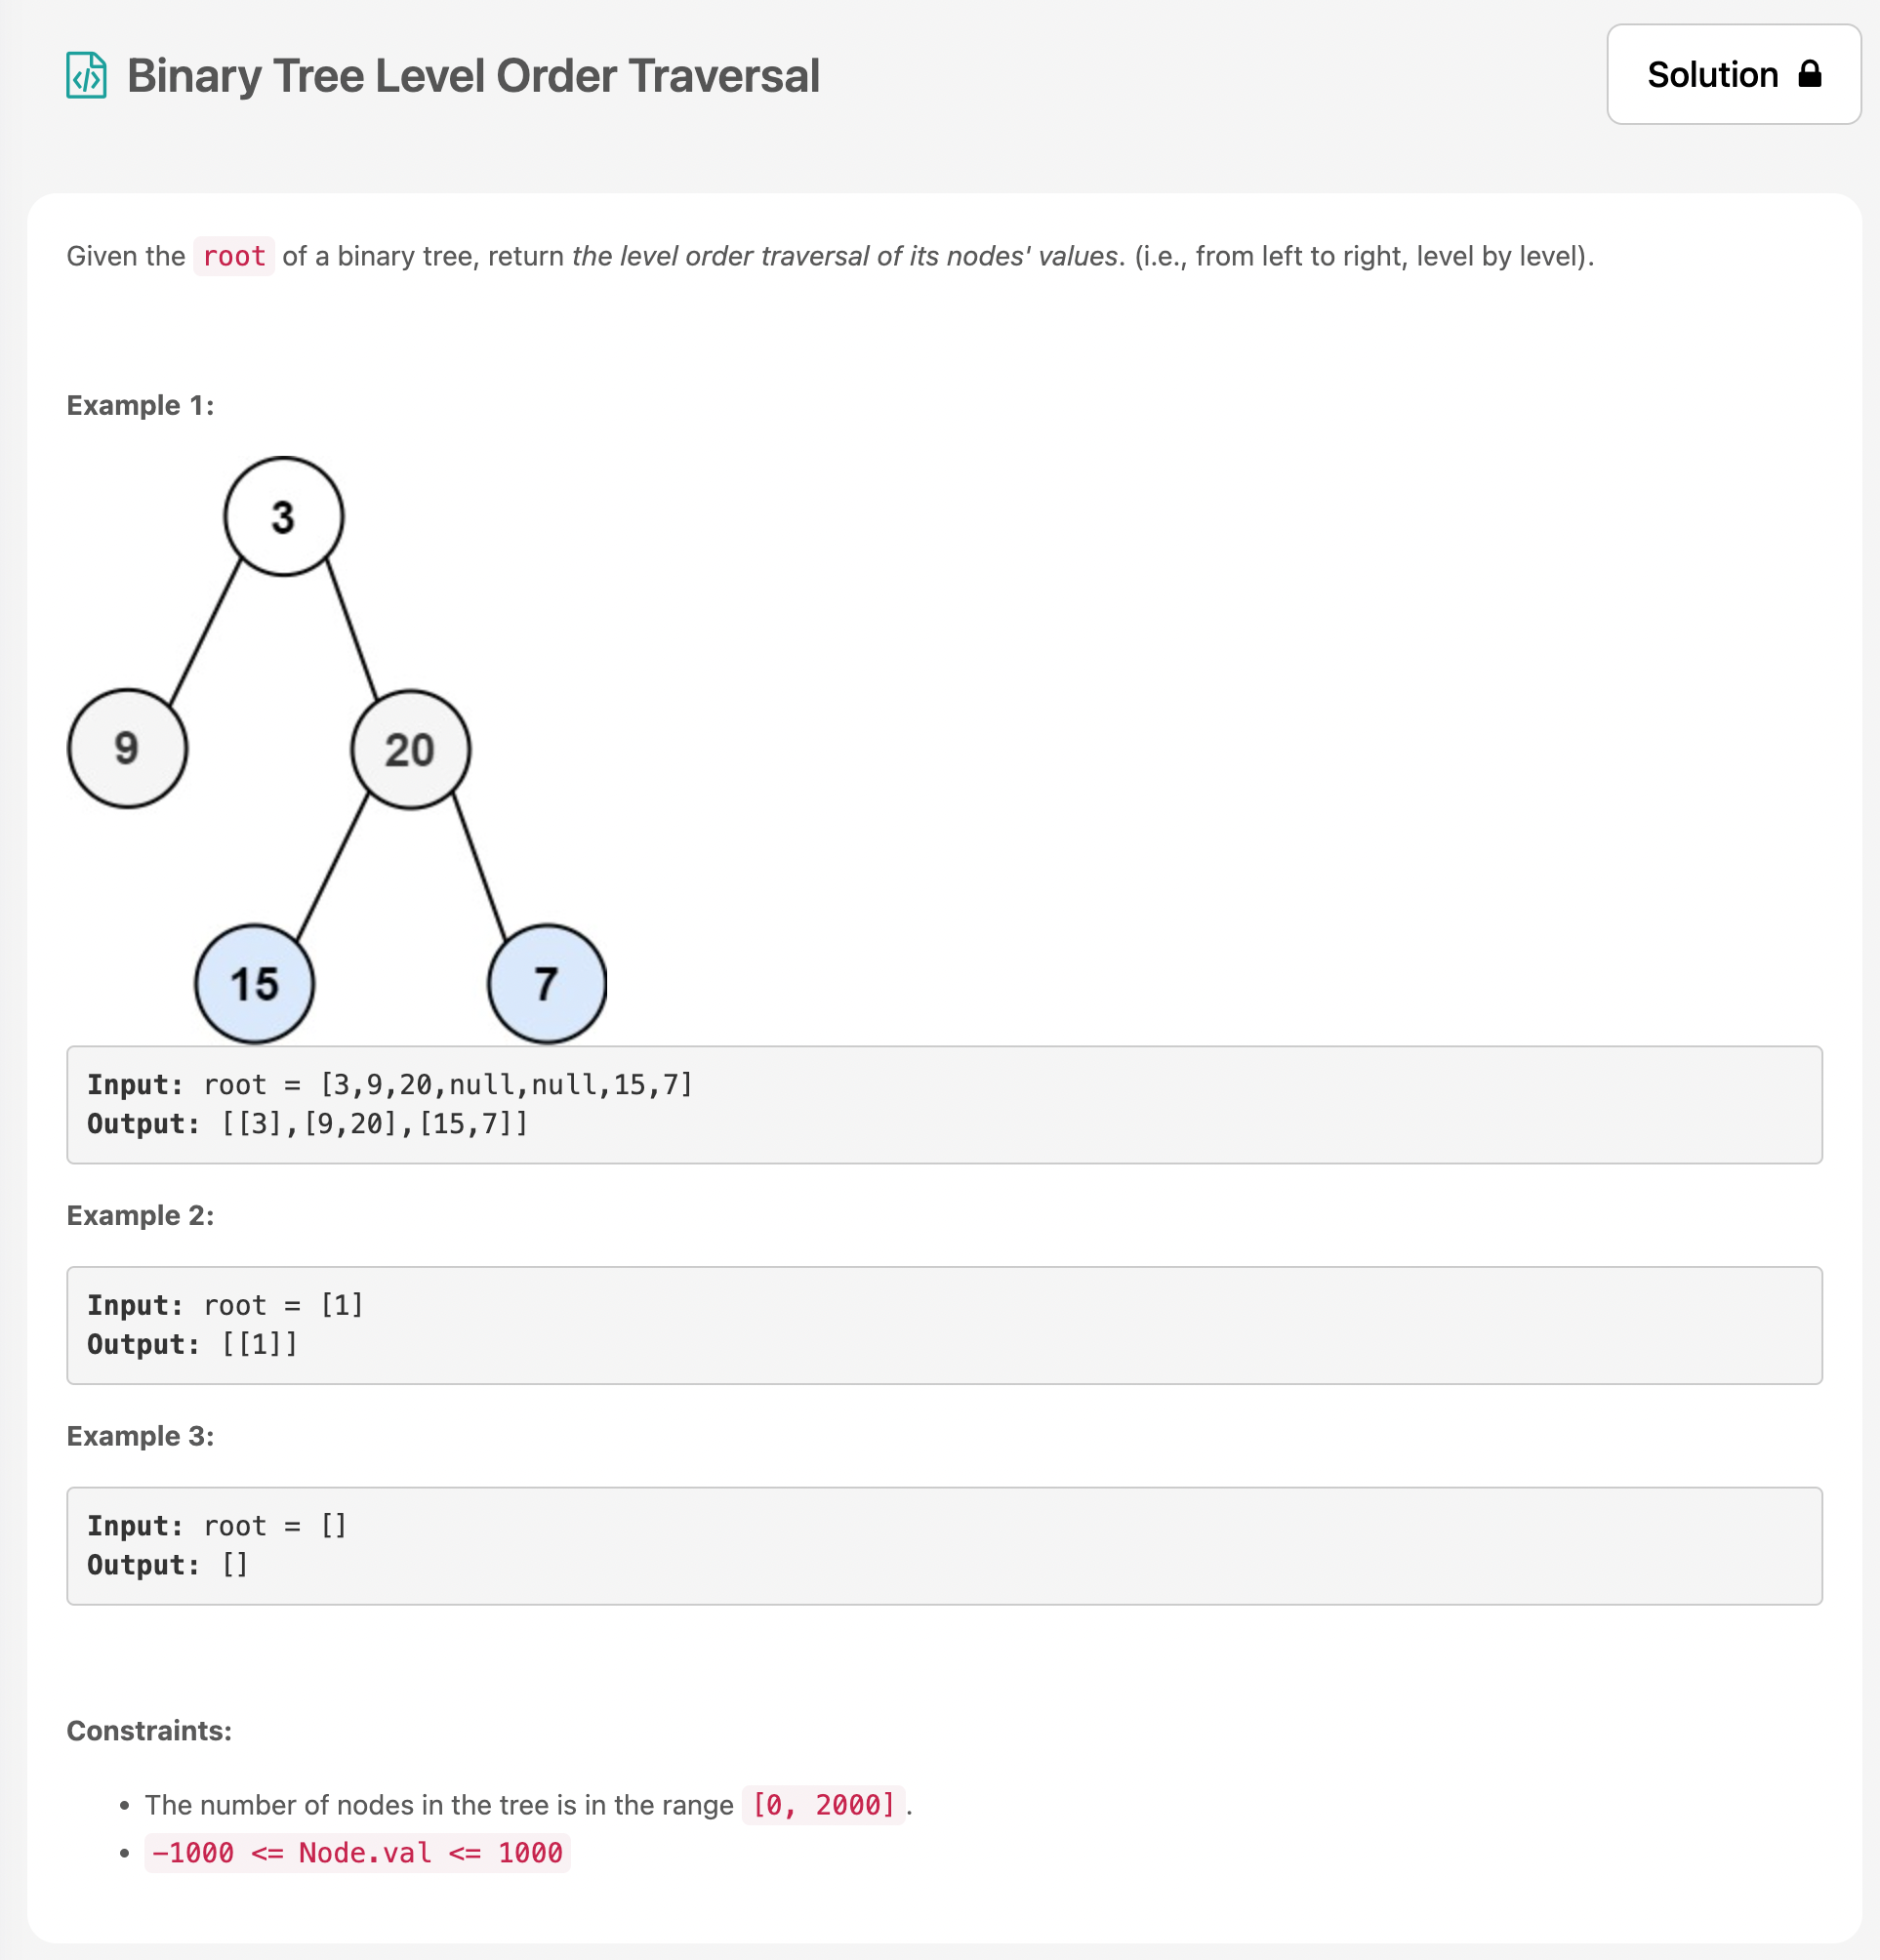 Binary Tree Level Order Traversal
Solution
Given the root of a binary tree, return the level order traversal of its nodes' values. (i.e., from left to right, level by level).
Example 1:
3
9
20
15
7
Input: root = [3,9,20,null,null,15,7]
Output: [[3],[9,20],[15,7]]
Example 2:
Input: root = [1]
Output: [[1]]
Example 3:
Input: root = []
Output: []
Constraints:
• The number of nodes in the tree is in the range [0, 2000].
• -1000 <= Node.val <= 1000